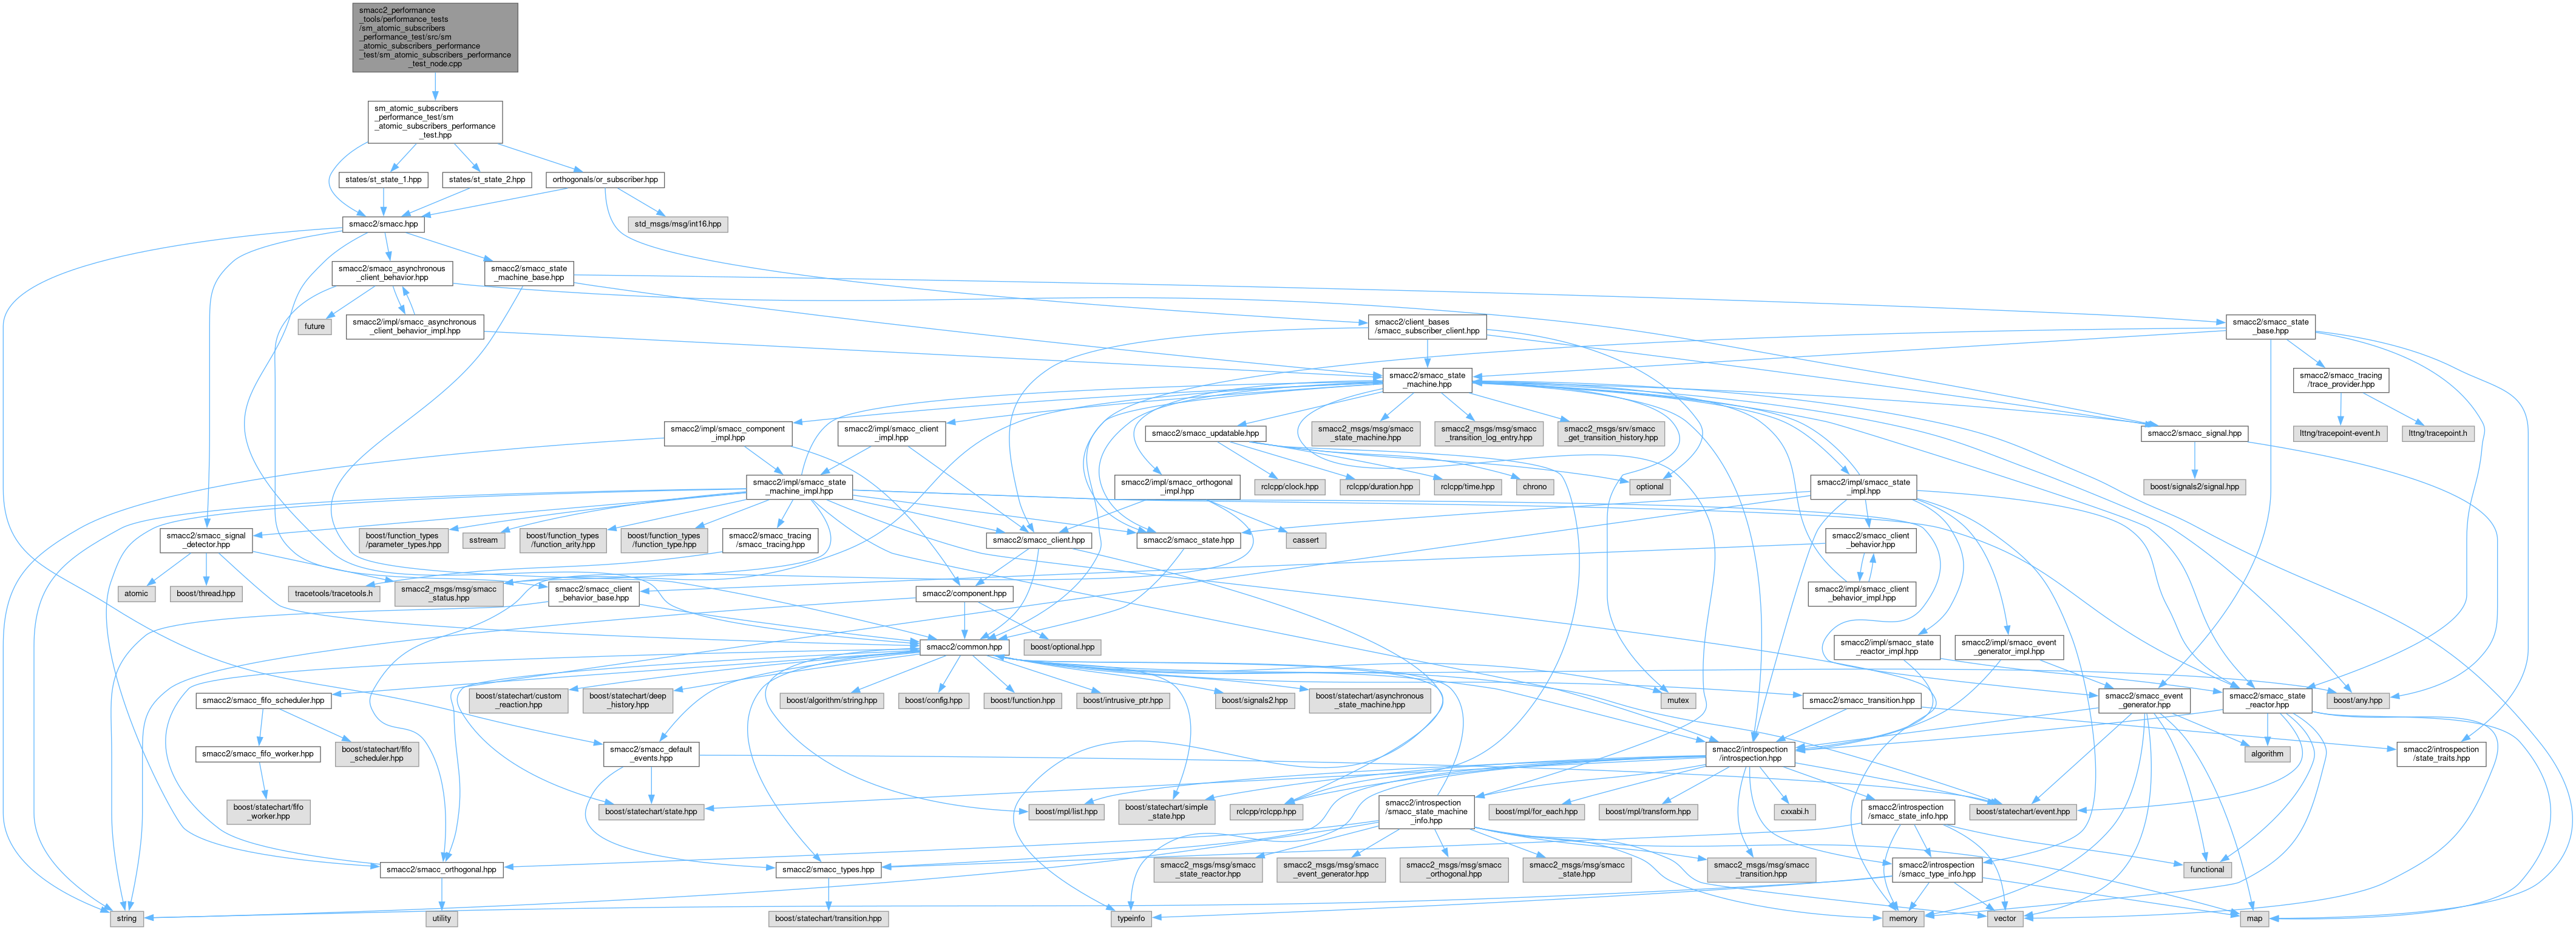 smacc2_performance
_tools/performance_tests
/sm_atomic_subscribers
_performance_test/src/sm
_atomic_subscribers_performance
_test/sm_atomic_subscribers_performance
_test_node.cpp
sm_atomic_subscribers
_performance_test/sm
_atomic_subscribers_performance
_test.hpp
states/st_state_1.hpp
states/st_state_2.hpp
orthogonals/or_subscriber.hpp
smacc2/smacc.hpp
std_msgs/msg/int16.hpp
smacc2/smacc_asynchronous
_client_behavior.hpp
smacc2/smacc_state
_machine_base.hpp
future
smacc2/impl/smacc_asynchronous
_client_behavior_impl.hpp
smacc2/client_bases
/smacc_subscriber_client.hpp
smacc2/smacc_state
_base.hpp
smacc2/smacc_state
_machine.hpp
smacc2/smacc_tracing
/trace_provider.hpp
smacc2/impl/smacc_component
_impl.hpp
smacc2/impl/smacc_client
_impl.hpp
smacc2/smacc_updatable.hpp
smacc2_msgs/msg/smacc
_state_machine.hpp
smacc2_msgs/msg/smacc
_transition_log_entry.hpp
smacc2_msgs/srv/smacc
_get_transition_history.hpp
smacc2/smacc_signal.hpp
lttng/tracepoint-event.h
lttng/tracepoint.h
smacc2/impl/smacc_state
_machine_impl.hpp
smacc2/impl/smacc_orthogonal
_impl.hpp
rclcpp/clock.hpp
rclcpp/duration.hpp
rclcpp/time.hpp
chrono
optional
smacc2/impl/smacc_state
_impl.hpp
boost/signals2/signal.hpp
smacc2/smacc_signal
_detector.hpp
boost/function_types
/parameter_types.hpp
sstream
boost/function_types
/function_arity.hpp
boost/function_types
/function_type.hpp
smacc2/smacc_tracing
/smacc_tracing.hpp
smacc2/smacc_client.hpp
smacc2/smacc_state.hpp
cassert
smacc2/smacc_client
_behavior.hpp
atomic
boost/thread.hpp
tracetools/tracetools.h
smacc2_msgs/msg/smacc
_status.hpp
smacc2/smacc_client
_behavior_base.hpp
smacc2/component.hpp
smacc2/impl/smacc_client
_behavior_impl.hpp
smacc2/common.hpp
boost/optional.hpp
smacc2/impl/smacc_state
_reactor_impl.hpp
smacc2/impl/smacc_event
_generator_impl.hpp
smacc2/smacc_fifo_scheduler.hpp
boost/statechart/custom
_reaction.hpp
boost/statechart/deep
_history.hpp
boost/algorithm/string.hpp
boost/config.hpp
boost/function.hpp
boost/intrusive_ptr.hpp
boost/signals2.hpp
boost/statechart/asynchronous
_state_machine.hpp
mutex
smacc2/smacc_transition.hpp
smacc2/smacc_event
_generator.hpp
smacc2/smacc_state
_reactor.hpp
boost/any.hpp
smacc2/smacc_fifo_worker.hpp
boost/statechart/fifo
_scheduler.hpp
smacc2/smacc_default
_events.hpp
smacc2/introspection
/introspection.hpp
algorithm
smacc2/introspection
/state_traits.hpp
boost/statechart/fifo
_worker.hpp
boost/statechart/state.hpp
boost/mpl/list.hpp
boost/statechart/simple
_state.hpp
rclcpp/rclcpp.hpp
smacc2/introspection
/smacc_state_machine
_info.hpp
boost/mpl/for_each.hpp
boost/mpl/transform.hpp
cxxabi.h
smacc2/introspection
/smacc_state_info.hpp
boost/statechart/event.hpp
smacc2/smacc_orthogonal.hpp
smacc2/smacc_types.hpp
smacc2_msgs/msg/smacc
_state_reactor.hpp
smacc2_msgs/msg/smacc
_event_generator.hpp
smacc2_msgs/msg/smacc
_orthogonal.hpp
smacc2_msgs/msg/smacc
_state.hpp
smacc2_msgs/msg/smacc
_transition.hpp
smacc2/introspection
/smacc_type_info.hpp
functional
string
utility
boost/statechart/transition.hpp
typeinfo
memory
vector
map